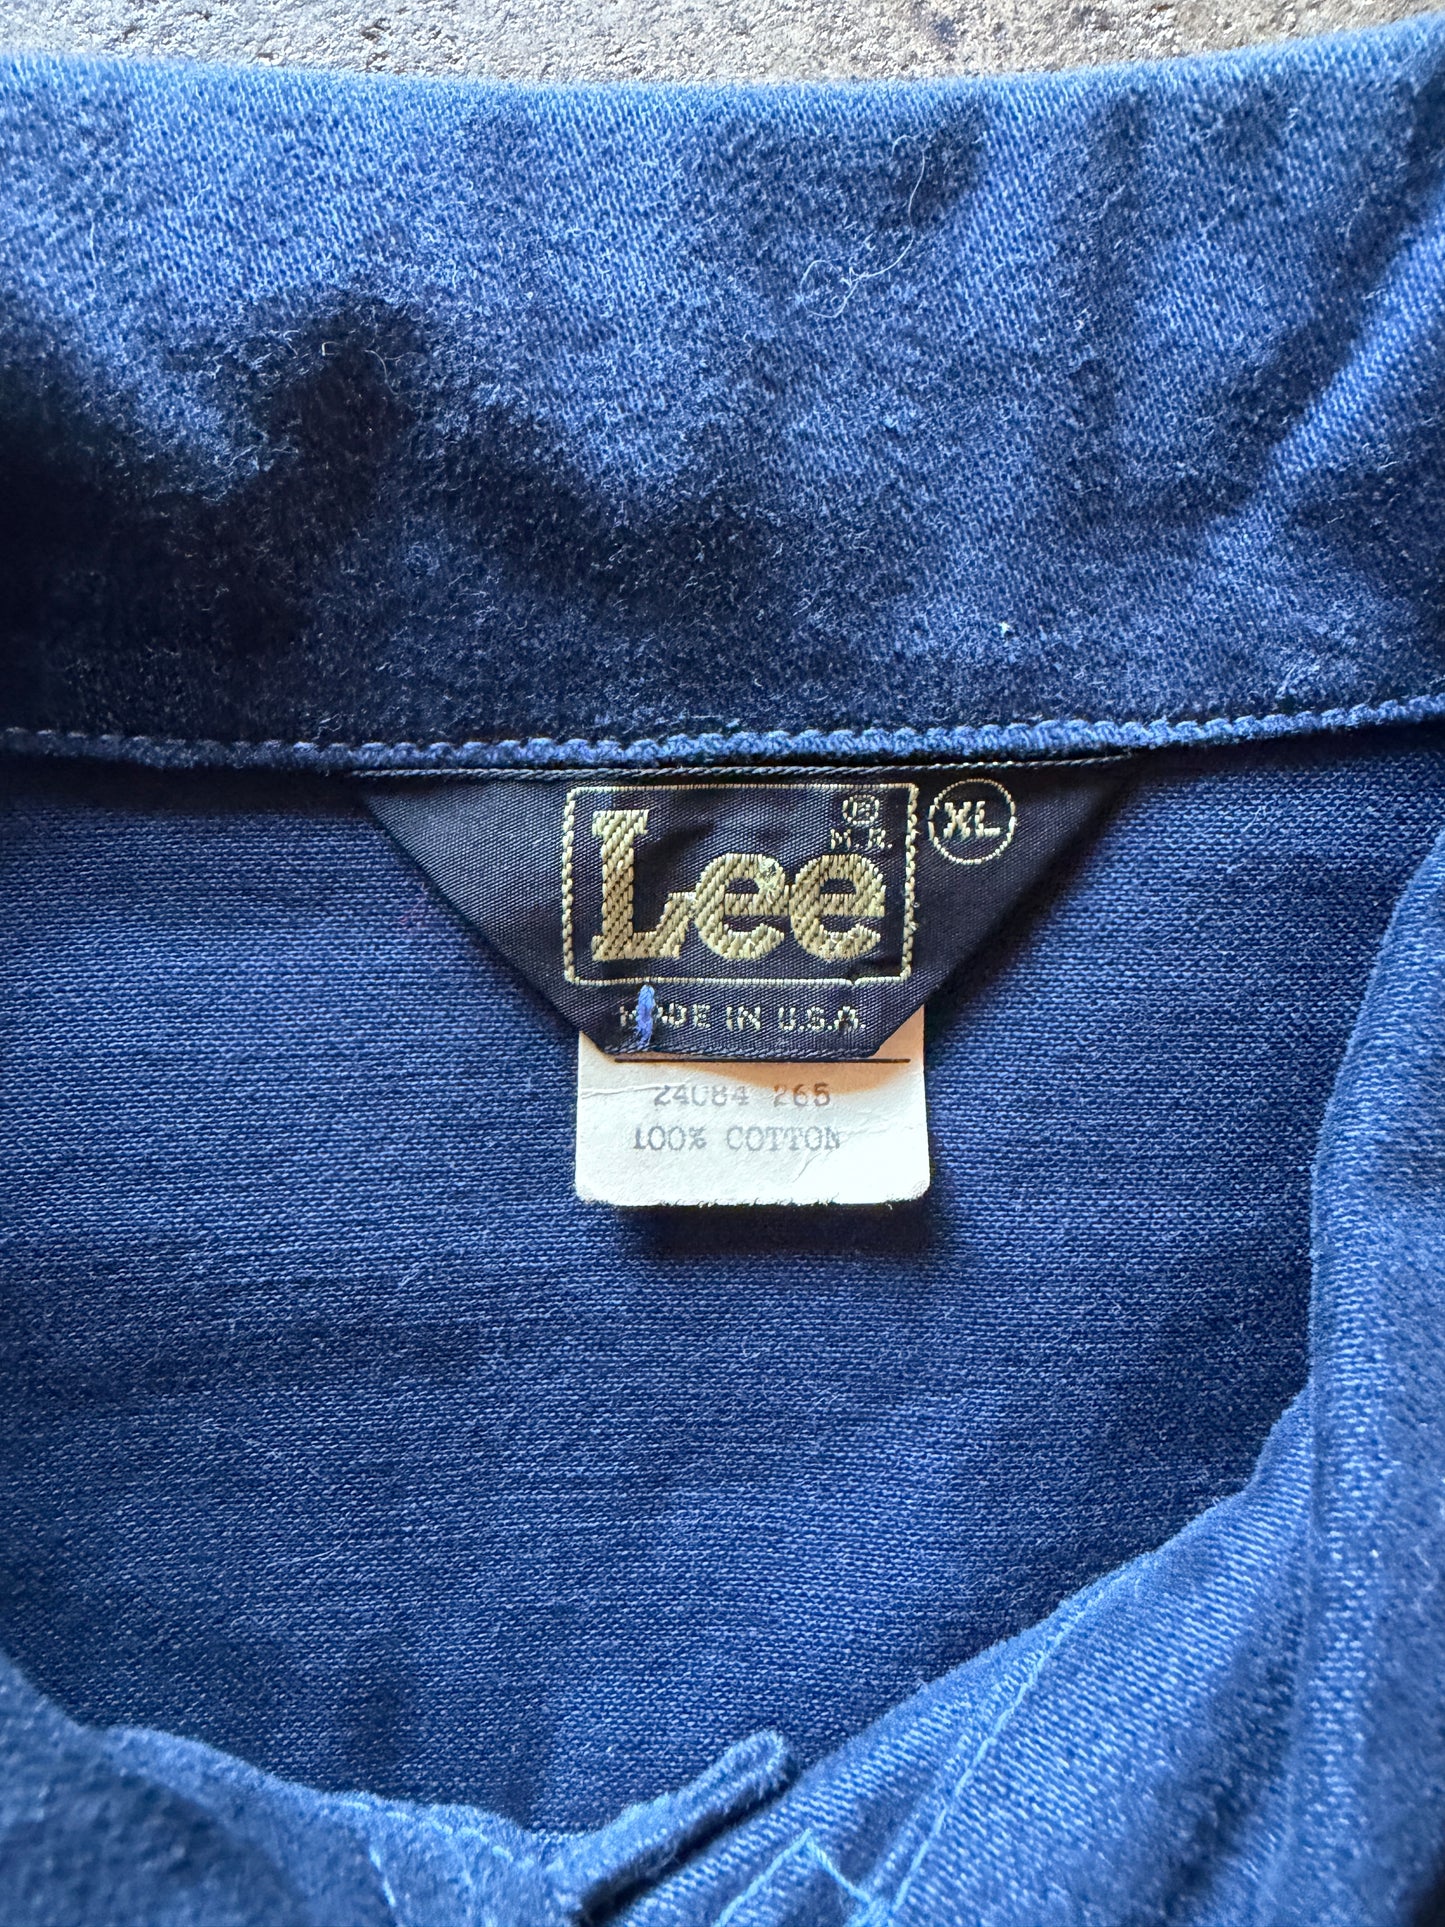 Lee ®
M.R.
XL
MADE IN U.S.A.
24084 265
100% COTTON